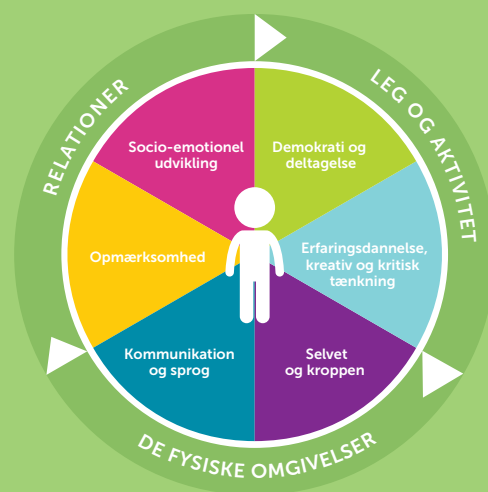 RELATIONER
LEG OG AKTIVITET
Socio-emotionel
udvikling
Demokrati og
deltagelse
Opmærksomhed
Erfaringsdannelse,
kreativ og kritisk
tænkning
Kommunikation
og sprog
Selvet
og kroppen
DE FYSISKE OMGIVELSER